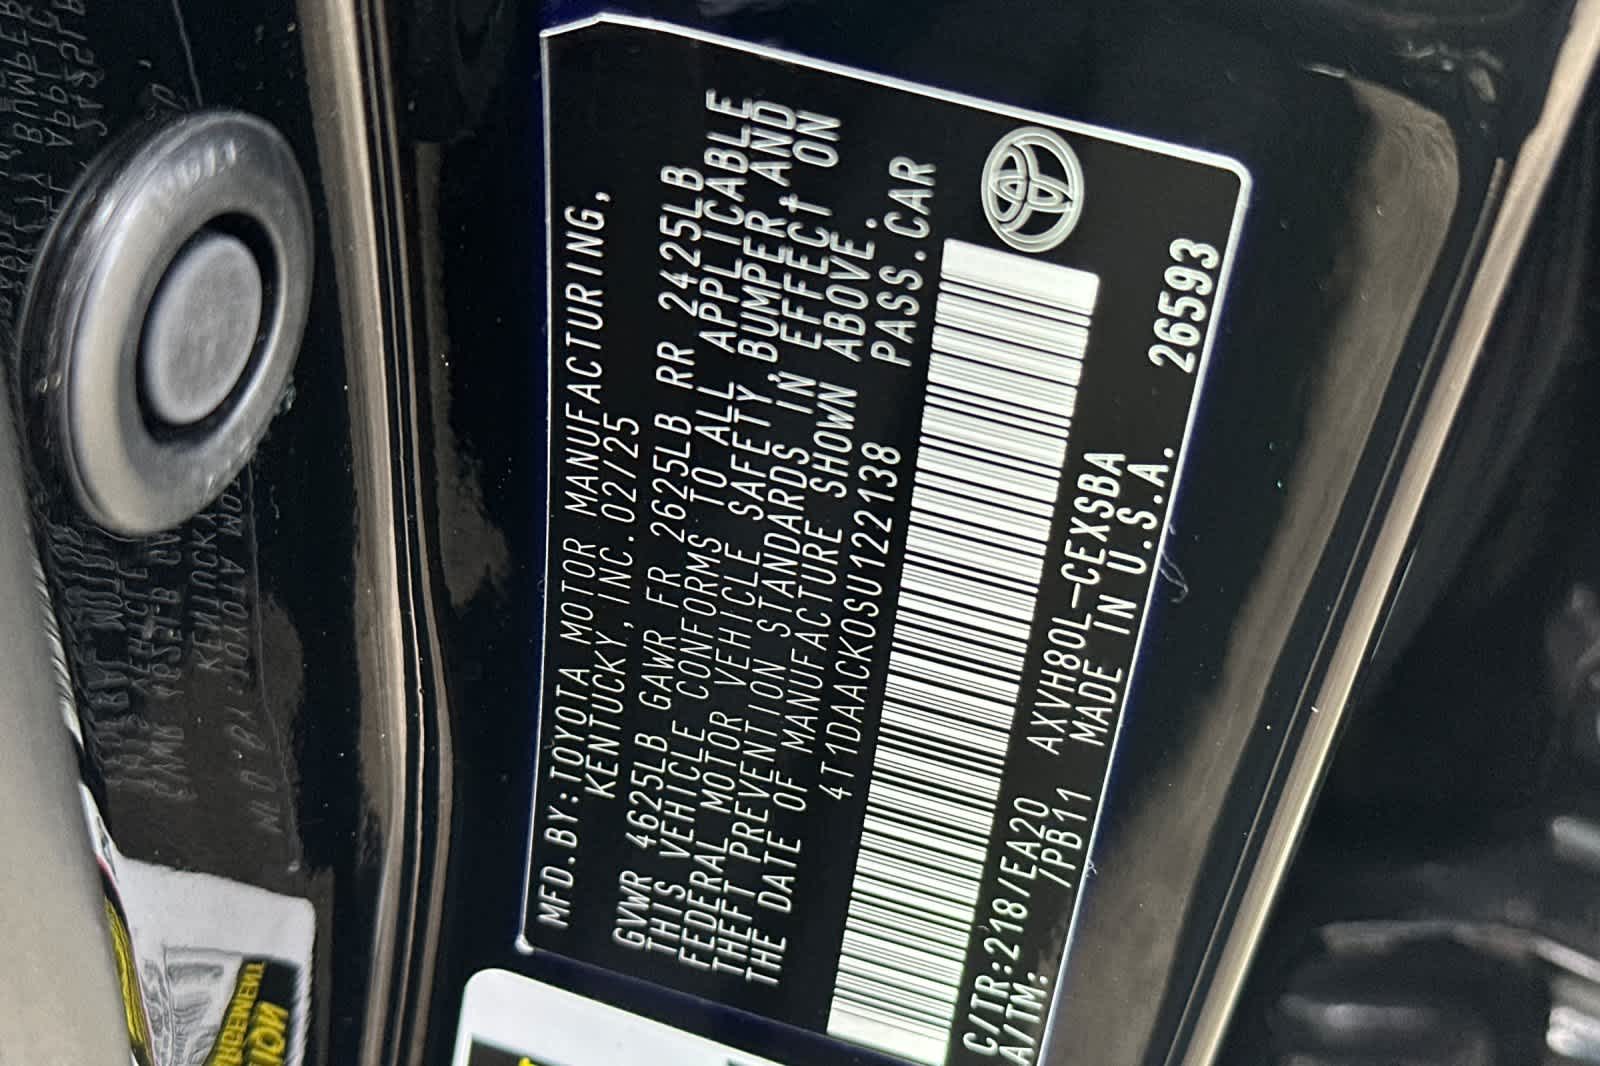 MFD.BY:TOYOTA MOTOR MANUFACTURING,
KENTUCKY,INC.02/25
GVWR 4625LB GAWR FR 2625LB RR 2425LB
THIS VEHICLE CONFORMS TO ALL APPLICABLE
FEDERAL MOTOR VEHICLE SAFETY, BUMPER,AND
THEFT PREVENTION STANDARDS IN EFFECT ON
THE DATE OF MANUFACTURE SHOWN ABOVE.
4T1DAACK0SU122138 PASS.CAR
C/TR:218/EA20 AXVH80L-CEXSBA
A/TM: /PB11 MADE IN U.S.A. 26593